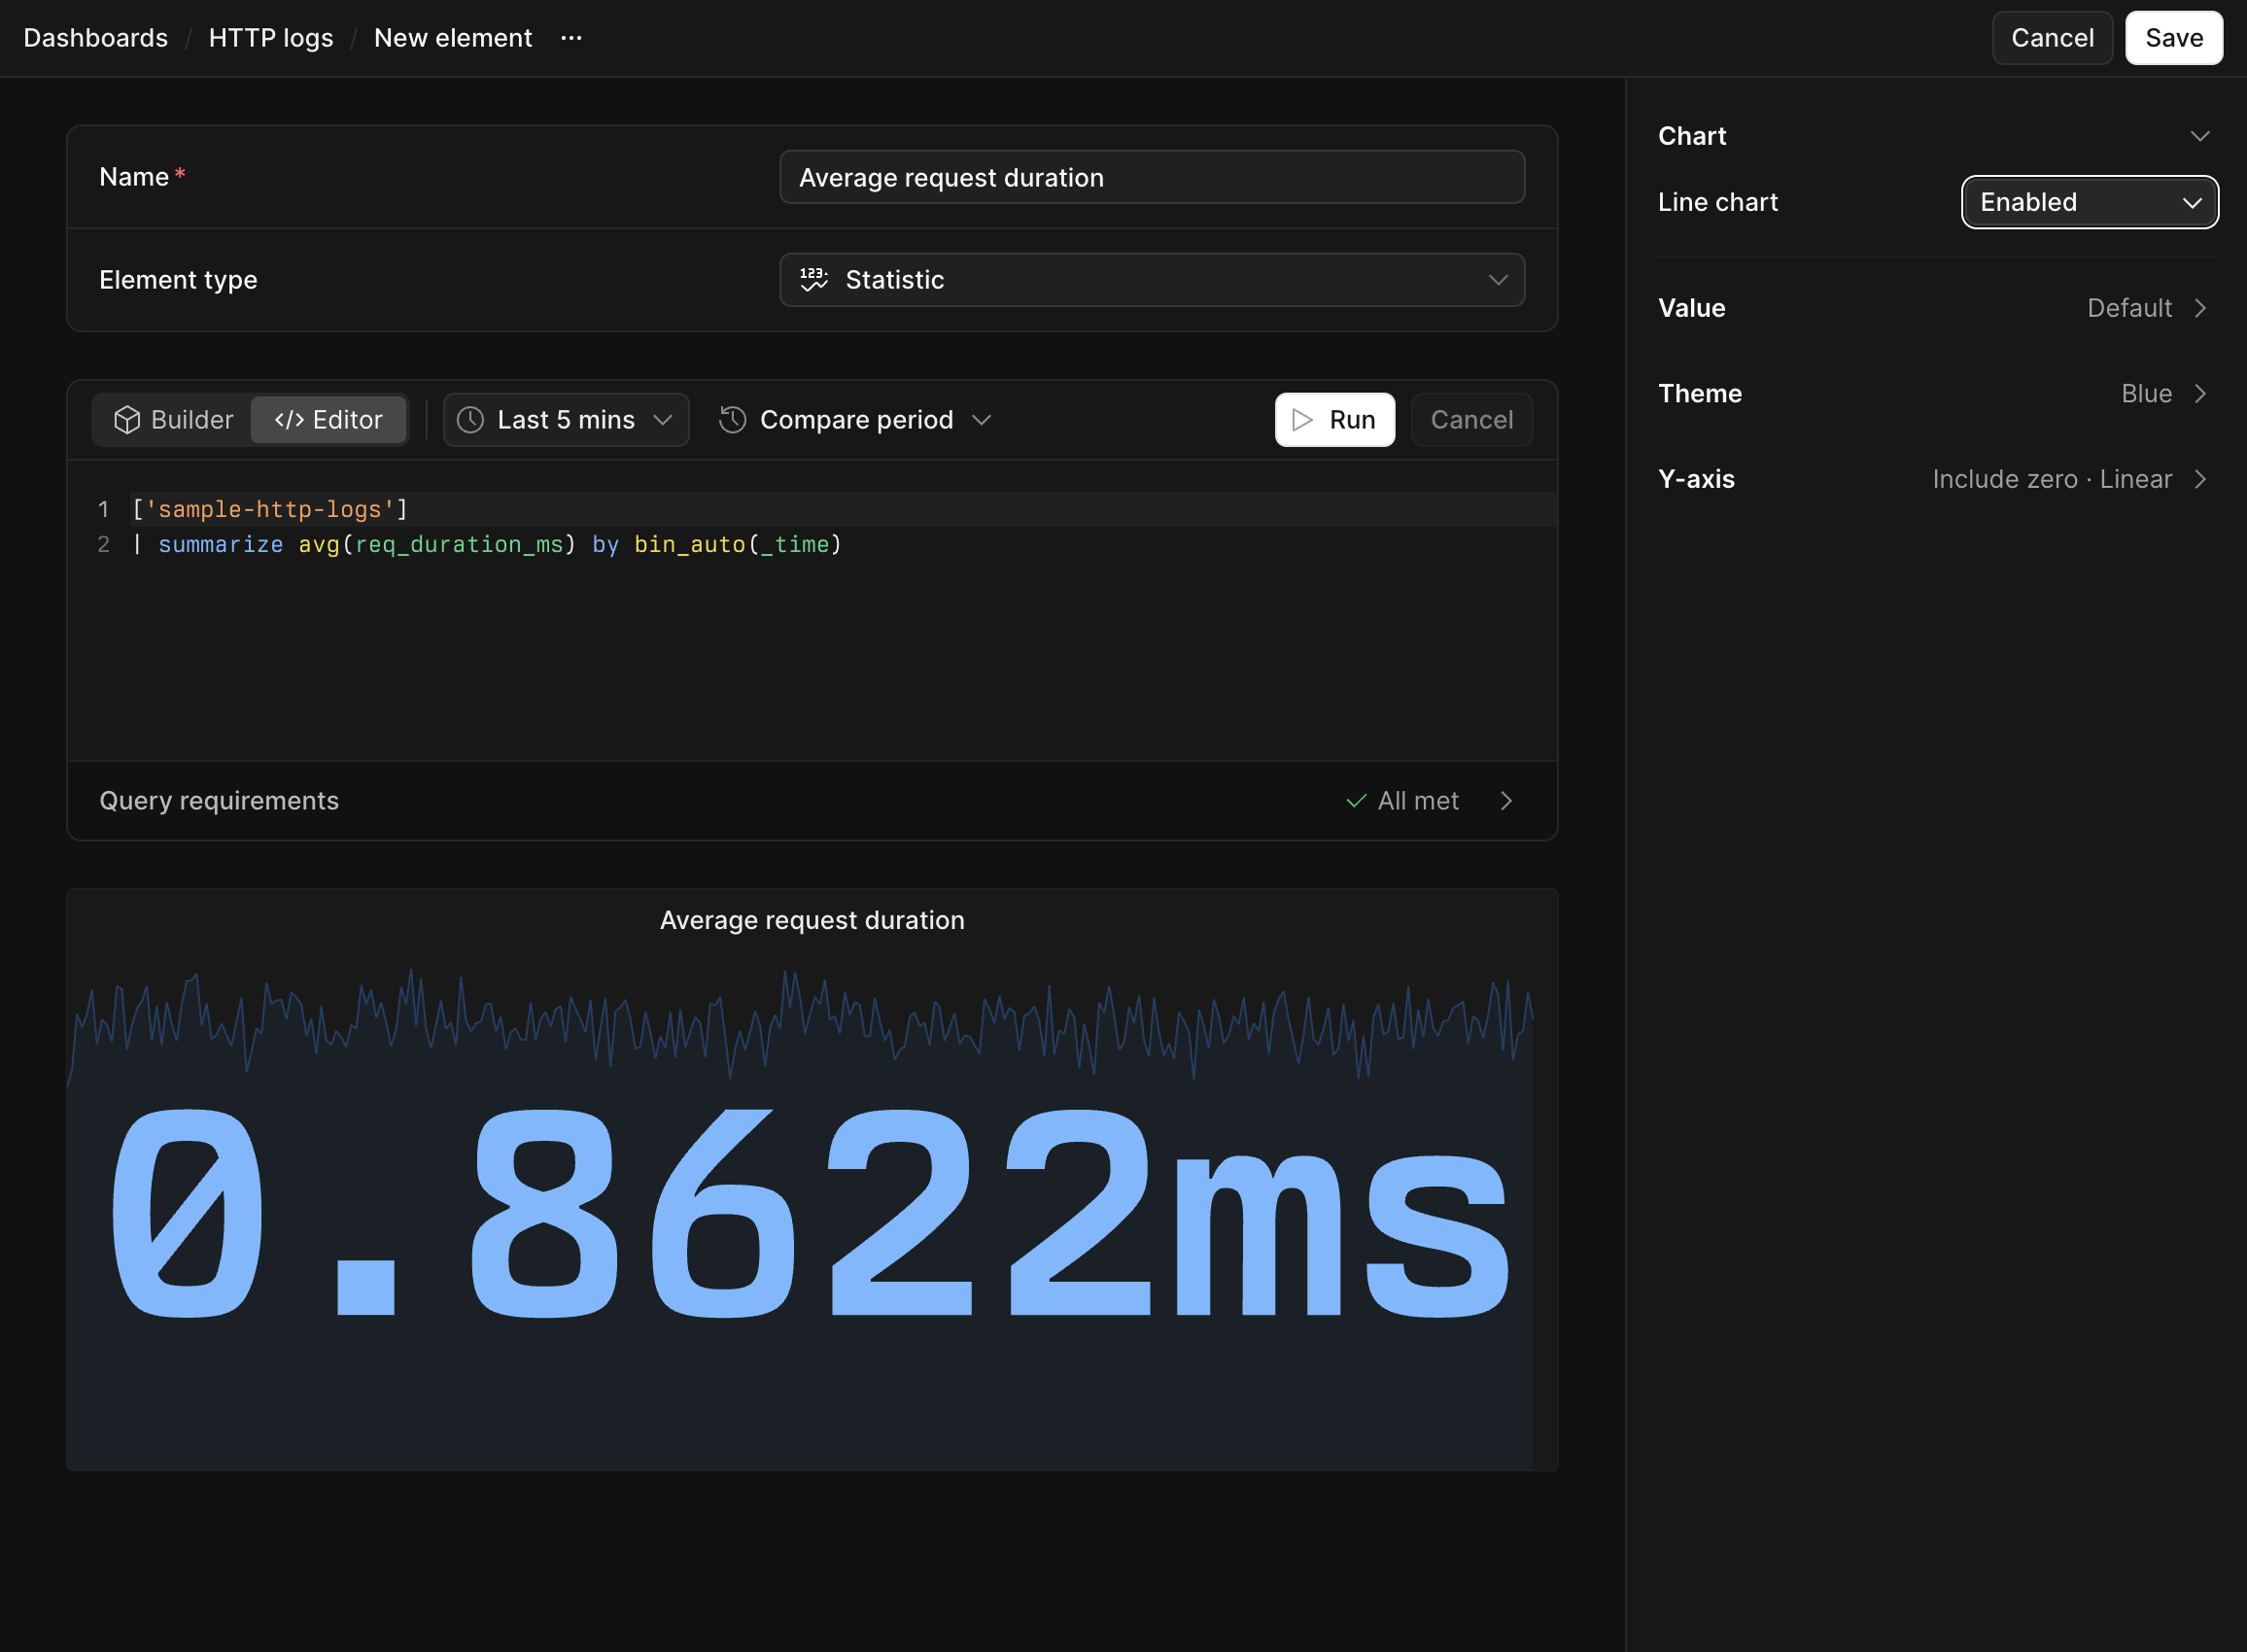 Dashboards / HTTP logs / New element ...
Cancel Save
Name*
Average request duration
Element type
123
Statistic
Builder </> Editor Last 5 mins Compare period Run Cancel
1 ['sample-http-logs']
2 | summarize avg(req_duration_ms) by bin_auto(_time)
Query requirements All met
Average request duration
0.8622ms
Chart
Line chart Enabled
Value Default
Theme Blue
Y-axis Include zero · Linear